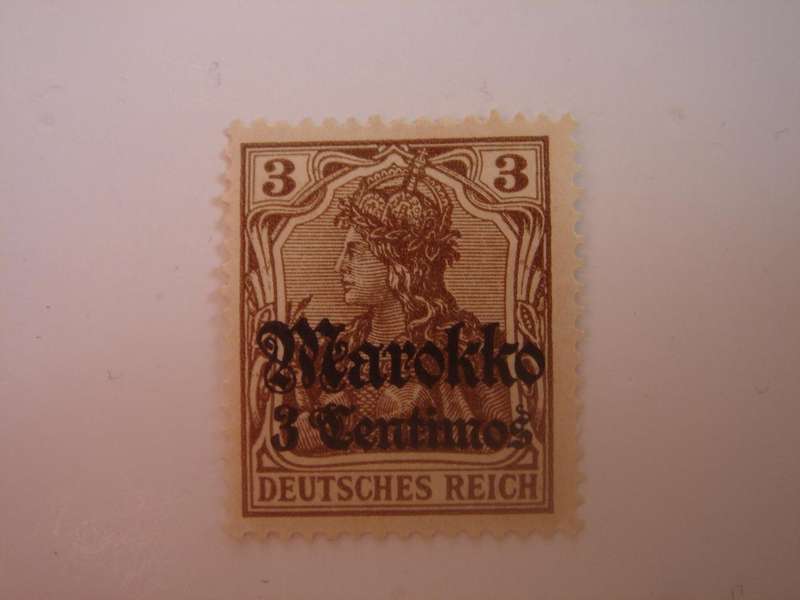 3 3
Marokko
3 Centimos
DEUTSCHES REICH